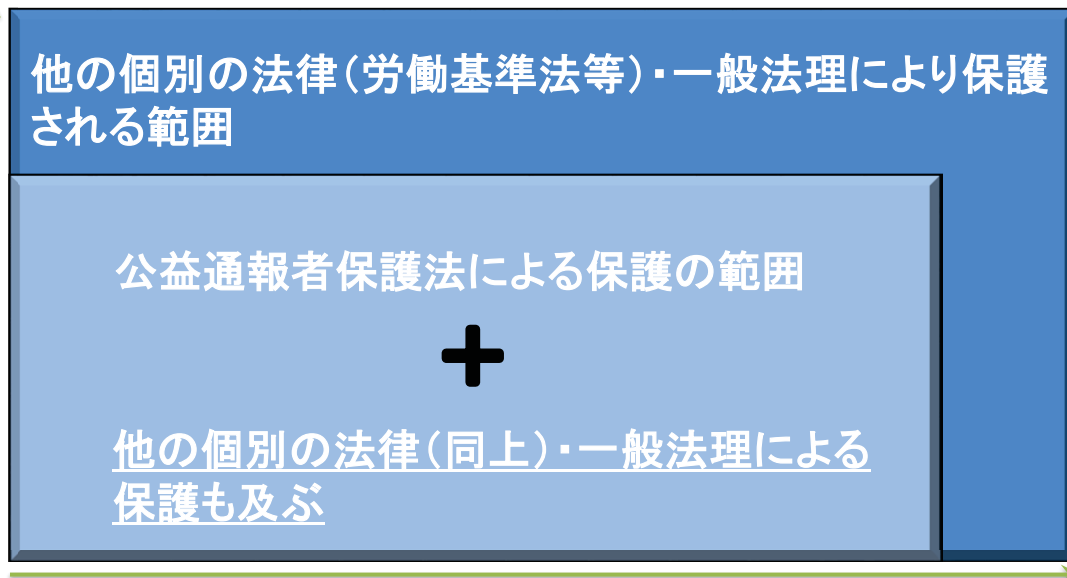 他の個別の法律（労働基準法等）・一般法理により保護
される範囲
公益通報者保護法による保護の範囲
+
他の個別の法律（同上）・一般法理による
保護も及ぶ